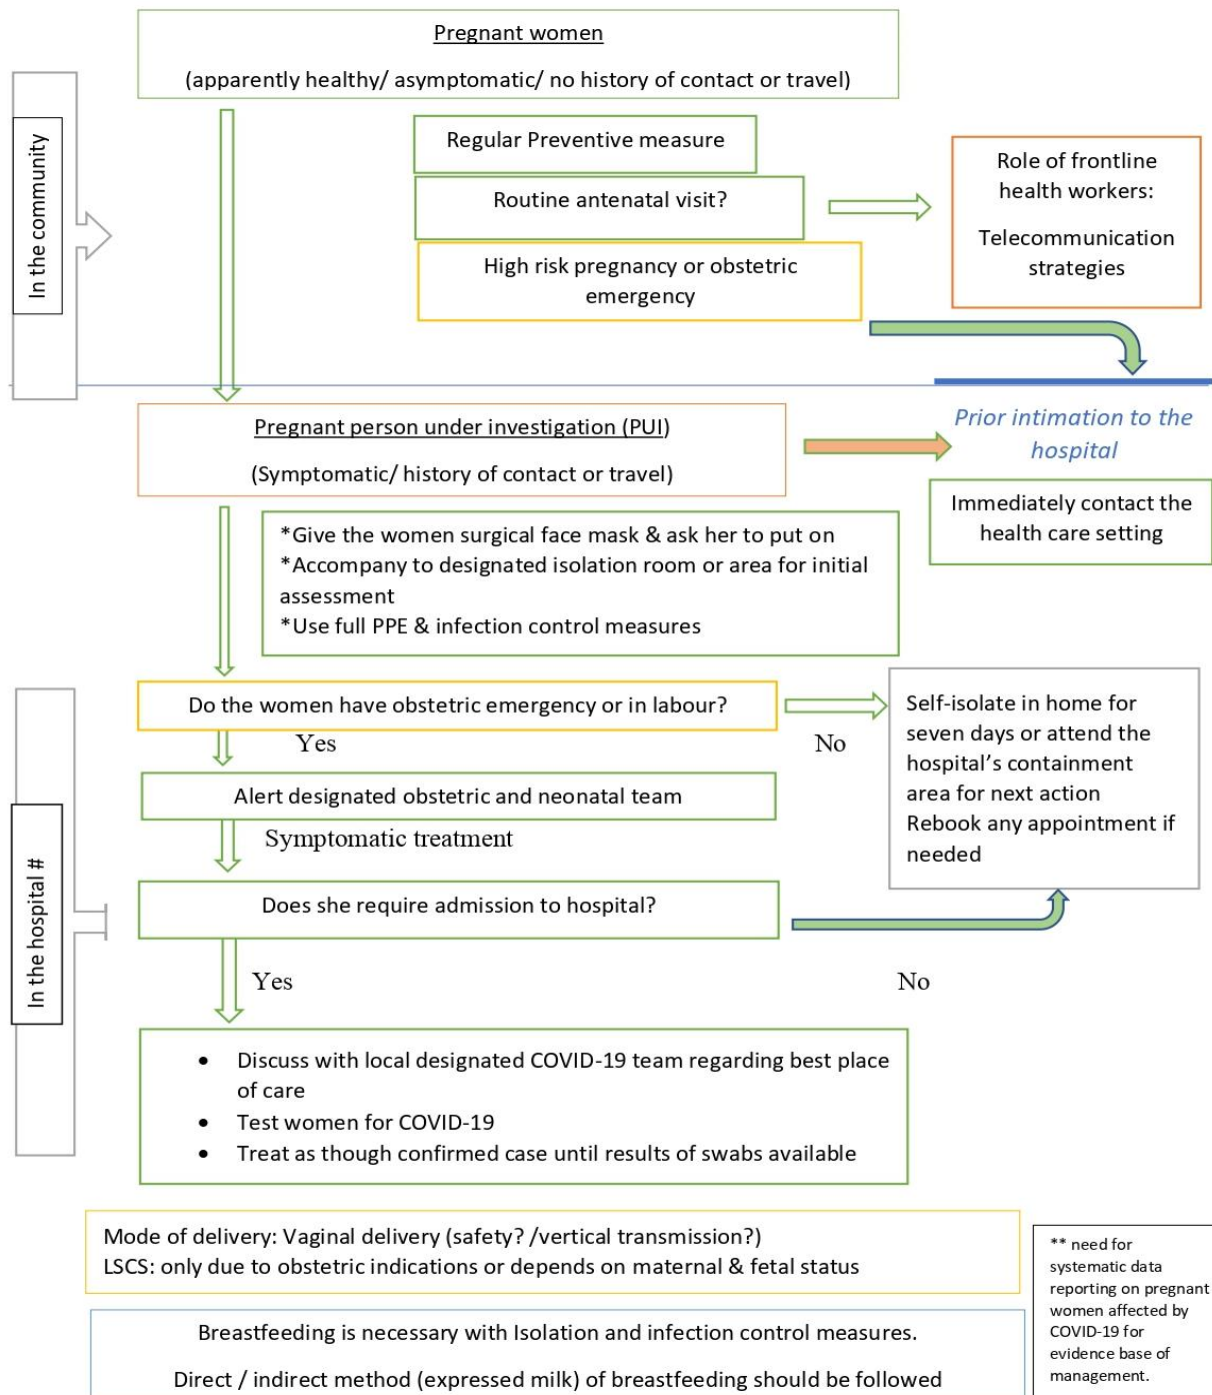 Pregnant women
(apparently healthy/ asymptomatic/ no history of contact or travel)
In the community
Regular Preventive measure
Routine antenatal visit?
High risk pregnancy or obstetric
emergency
Role of frontline
health workers:
Telecommunication
strategies
Pregnant person under investigation (PUI)
(Symptomatic/ history of contact or travel)
Prior intimation to the
hospital
Immediately contact the
health care setting
*Give the women surgical face mask & ask her to put on
*Accompany to designated isolation room or area for initial
assessment
*Use full PPE & infection control measures
In the hospital #
Do the women have obstetric emergency or in labour?
Yes
No
Self-isolate in home for
seven days or attend the
hospital's containment
area for next action
Rebook any appointment if
needed
Alert designated obstetric and neonatal team
Symptomatic treatment
Does she require admission to hospital?
Yes
No
• Discuss with local designated COVID-19 team regarding best place
of care
• Test women for COVID-19
• Treat as though confirmed case until results of swabs available
Mode of delivery: Vaginal delivery (safety? /vertical transmission?)
LSCS: only due to obstetric indications or depends on maternal & fetal status
** need for
systematic data
reporting on pregnant
women affected by
COVID-19 for
evidence base of
management.
Breastfeeding is necessary with Isolation and infection control measures.
Direct / indirect method (expressed milk) of breastfeeding should be followed